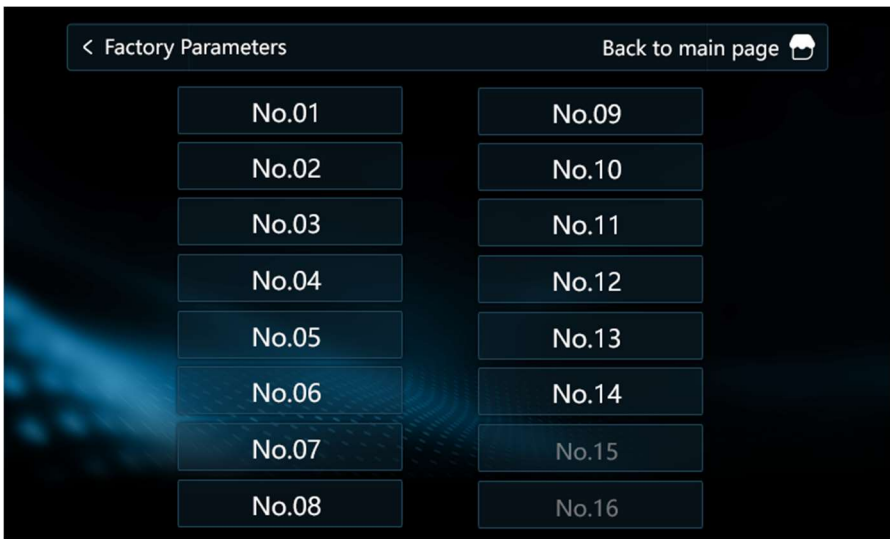 < Factory Parameters
Back to main page
No.01
No.02
No.03
No.04
No.05
No.06
No.07
No.08
No.09
No.10
No.11
No.12
No.13
No.14
No.15
No.16